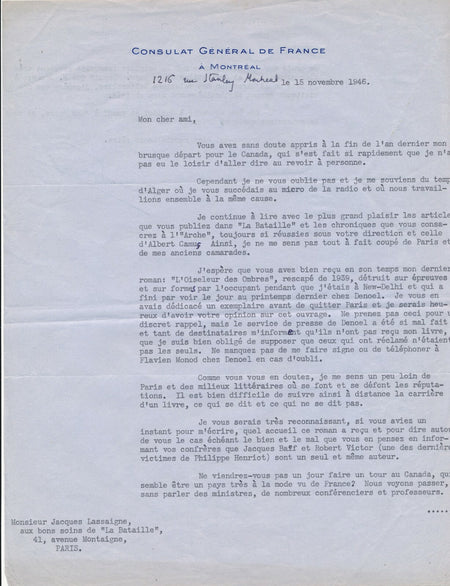 CONSULAT GÉNÉRAL DE FRANCE
À MONTRÉAL
1216 rue Stanley Montreal le 15 novembre 1946.
Mon cher ami,
Vous avez sans doute appris à la fin de l'an dernier mon
brusque départ pour le Canada, qui s'est fait si rapidement que je n'a
pas eu le loisir d'aller dire au revoir à personne.
Cependant je ne vous oublie pas et je me souviens du temp
d'Alger où je vous succédais au micro de la radio et où nous travail-
lions ensemble à la même cause.
Je continue à lire avec le plus grand plaisir les article
que vous publiez dans "La Bataille" et les chroniques que vous consa-
crez à l'"Arche", toujours si réussies sous votre direction et celle
d'Albert Camus Ainsi, je ne me sens pas tout à fait coupé de Paris et
de mes anciens camarades.
J'espère que vous avez bien reçu en son temps mon dernier
roman: "L'Oiseleur des Ombres", rescapé de 1939, détruit sur épreuves
et sur formes par l'occupant pendant que j'étais à New-Delhi et qui a
fini par voir le jour au printemps dernier chez Denoel. Je vous en
avais dédicacé un exemplaire avant de quitter Paris et je serais heu-
reux d'avoir votre opinion sur cet ouvrage. Ne prenez pas ceci pour u
discret rappel, mais le service de presse de Denoel a été si mal fait
et tant de destinataires s'informent qu'ils n'ont pas reçu mon livre,
que je suis bien obligé de supposer que ceux qui ont réclamé n'étaien
pas les seuls. Ne manques pas de me faire signe ou de téléphoner à
Flavien Monod chez Denoel en cas d'oubli.
Comme vous vous en doutez, je me sens un peu loin de
Paris et des milieux littéraires où se font et se défont les réputa-
tions. Il est bien difficile de suivre ainsi à distance la carrière
d'un livre, ce qui se dit et ce qui ne se dit pas.
Je vous serais très reconnaissant, si vous aviez un
instant pour m'écrire, quel accueil ce roman a reçu et pour dire autou
de vous le cas échéant le bien et le mal que vous en pensez en infor-
mant vos confrères que Jacques Baïf et Robert Victor (une des dernière
victimes de Philippe Henriot) sont un seul et même auteur.
Ne viendrez-vous pas un jour faire un tour au Canada, qui
semble être un pays très à la mode vu de France? Nous voyons passer,
sans parler des ministres, de nombreux conférenciers et professeurs.
.....
Monsieur Jacques Lassaigne,
aux bons soins de "La Bataille",
41, avenue Montaigne,
PARIS.